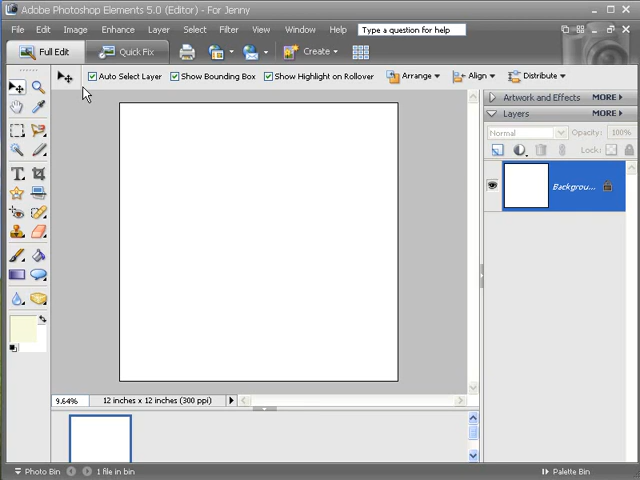 Adobe Photoshop Elements 5.0 (Editor) - For Jenny
File Edit Image Enhance Layer Select Filter View Window Help Type a question for help
Full Edit Quick Fix Create
Auto Select Layer Show Bounding Box Show Highlight on Rollover Arrange Align Distribute
Artwork and Effects MORE
Layers MORE
Normal Opacity: 100%
Lock:
Backgrou...
9.64% 12 inches x 12 inches (300 ppi)
Photo Bin 1 file in bin Palette Bin